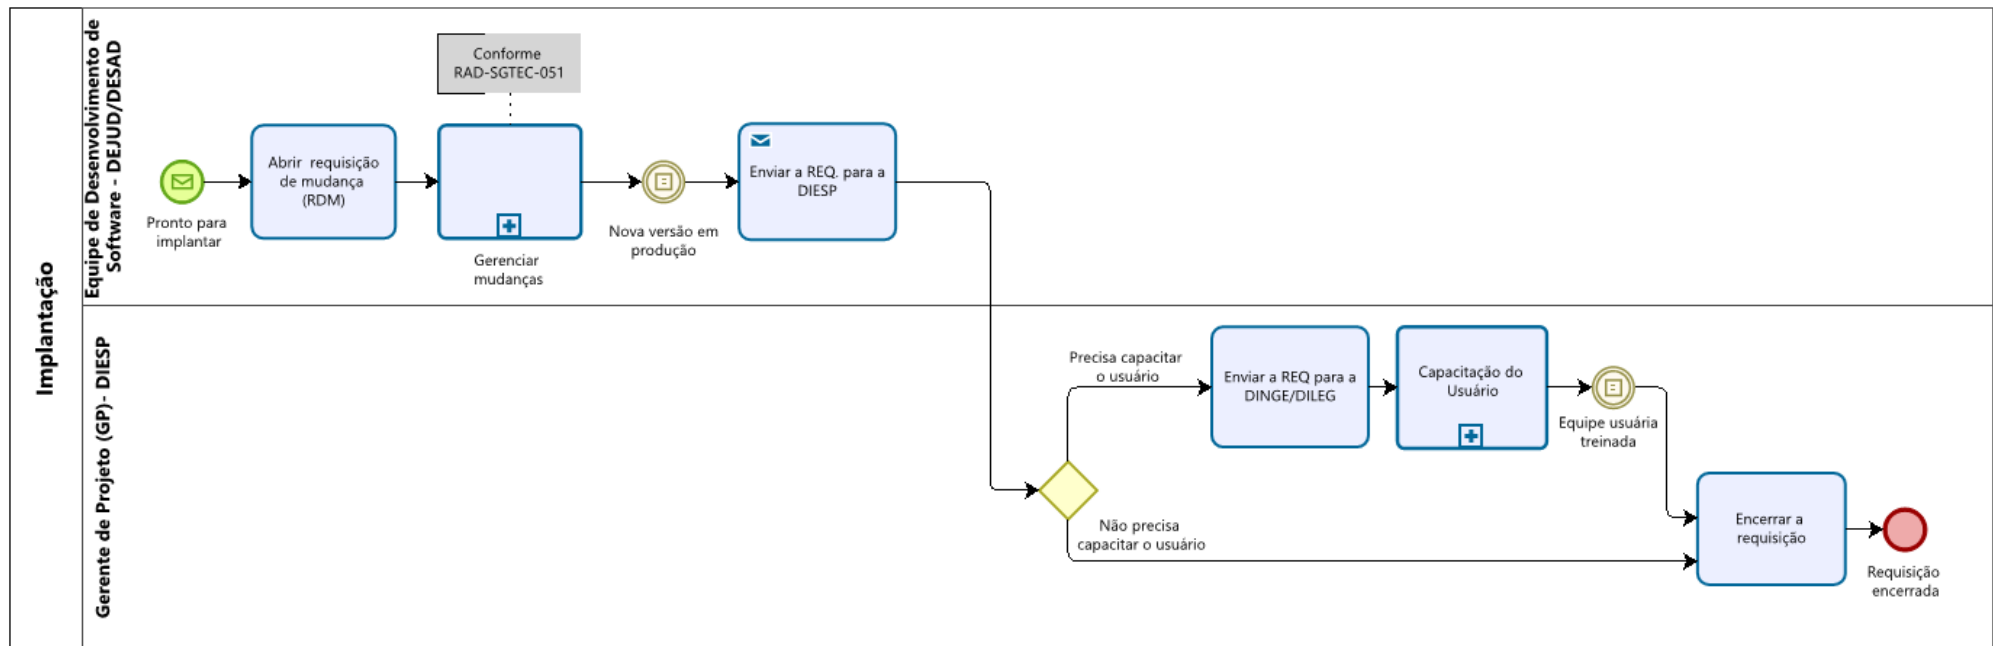 Implantação
Equipe de Desenvolvimento de
Software - DEJUD/DESAD
Conforme
RAD-SGTEC-051
Pronto para
implantar
Abrir requisição
de mudança
(RDM)
Gerenciar
mudanças
Nova versão em
produção
Enviar a REQ. para a
DIESP
Gerente de Projeto (GP)- DIESP
Precisa capacitar
o usuário
Não precisa
capacitar o usuário
Enviar a REQ para a
DINGE/DILEG
Capacitação do
Usuário
Equipe usuária
treinada
Encerrar a
requisição
Requisição
encerrada